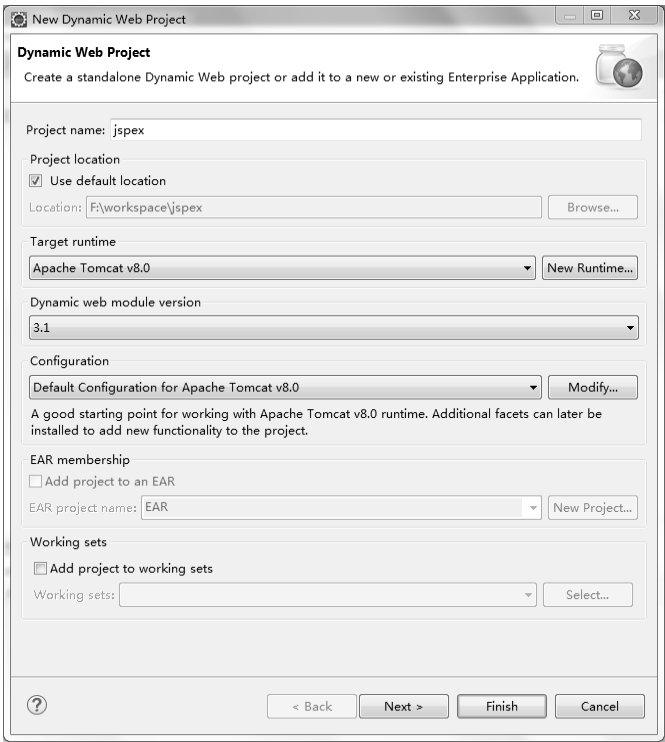 New Dynamic Web Project
Dynamic Web Project
Create a standalone Dynamic Web project or add it to a new or existing Enterprise Application.
Project name: jspex
Project location
Use default location
Location: F:\workspace\jspex Browse...
Target runtime
Apache Tomcat v8.0 New Runtime...
Dynamic web module version
3.1
Configuration
Default Configuration for Apache Tomcat v8.0 Modify...
A good starting point for working with Apache Tomcat v8.0 runtime. Additional facets can later be
installed to add new functionality to the project.
EAR membership
Add project to an EAR
EAR project name: EAR New Project...
Working sets
Add project to working sets
Working sets: Select...
? < Back Next > Finish Cancel